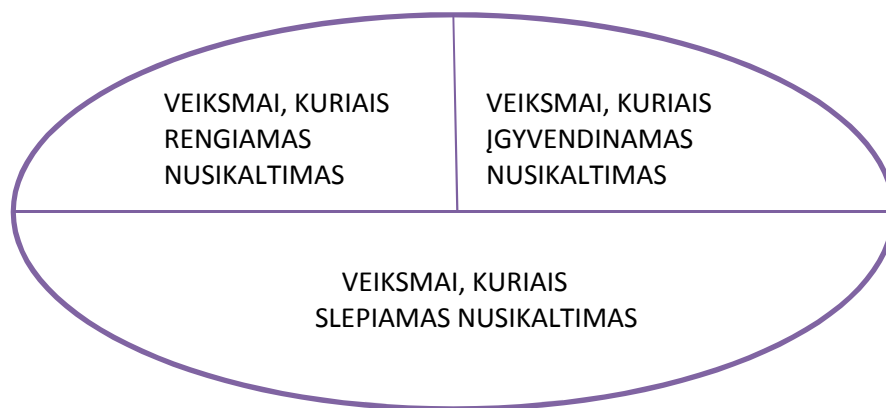 VEIKSMAI, KURIAIS
RENGIAMAS
NUSIKALTIMAS
VEIKSMAI, KURIAIS
ĮGYVENDINAMAS
NUSIKALTIMAS
VEIKSMAI, KURIAIS
SLEPIAMAS NUSIKALTIMAS